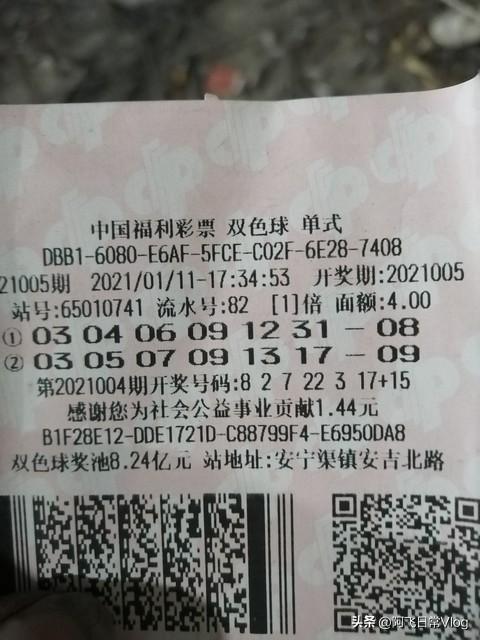 中国福利彩票 双色球 单式
DBB1-6080-E6AF-5FCE-C02F-6E28-7408
21005期 2021/01/11-17:34:53 开奖期:2021005
站号:65010741 流水号:82 [1]倍 面额:4.00
① 03 04 06 09 12 31 - 08
② 03 05 07 09 13 17 - 09
第2021004期开奖号码:8 2 7 22 3 17+15
感谢您为社会公益事业贡献1.44元
B1F28E12-DDE1721D-C88799F4-E6950DA8
双色球奖池8.24亿元 站地址:安宁渠镇安吉北路
头条 @阿飞日常Vlog